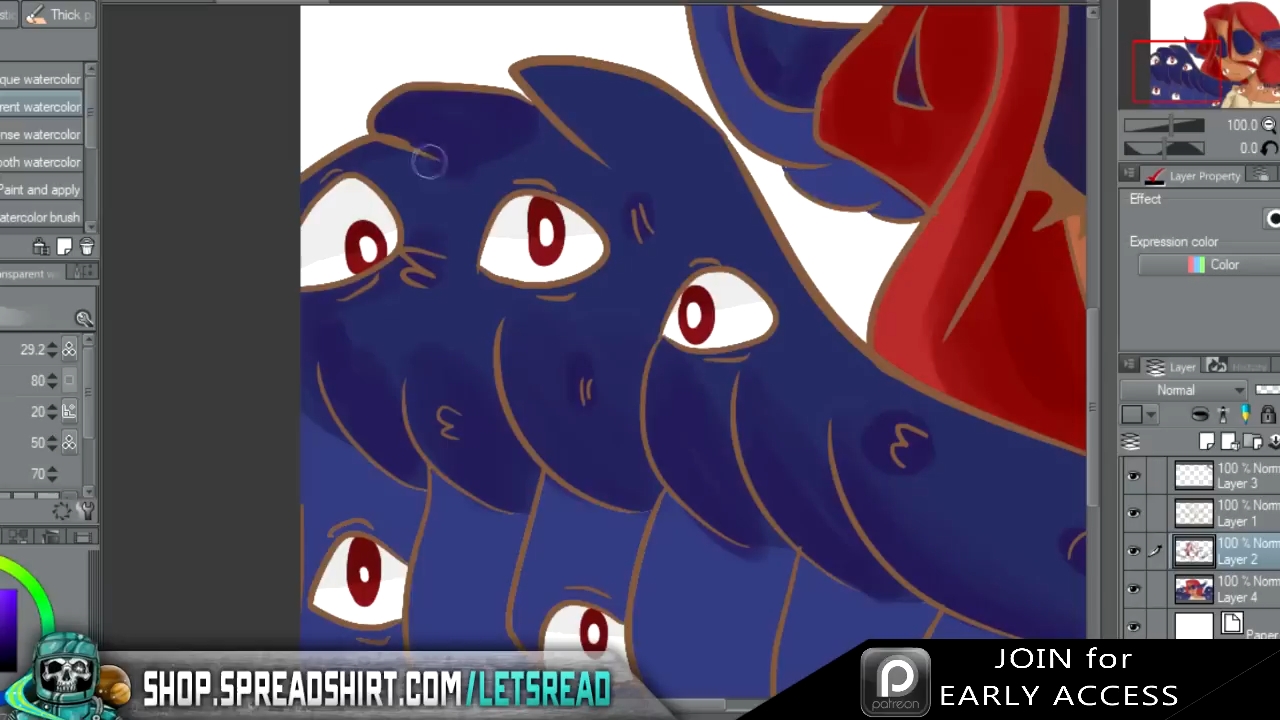 Thick p
que watercolor
rent watercolor
nse watercolor
ooth watercolor
Paint and apply
atercolor brush
ansparent wa
29.2
80
20
50
70
100.0
0.0
Layer Property
Effect
Expression color
Color
Layer
Normal
100 % Norm
Layer 3
100 % Norm
Layer 1
100 % Norm
Layer 2
100 % Norm
Layer 4
Paper
SHOP.SPREADSHIRT.COM/LETSREAD
patreon
JOIN for
EARLY ACCESS